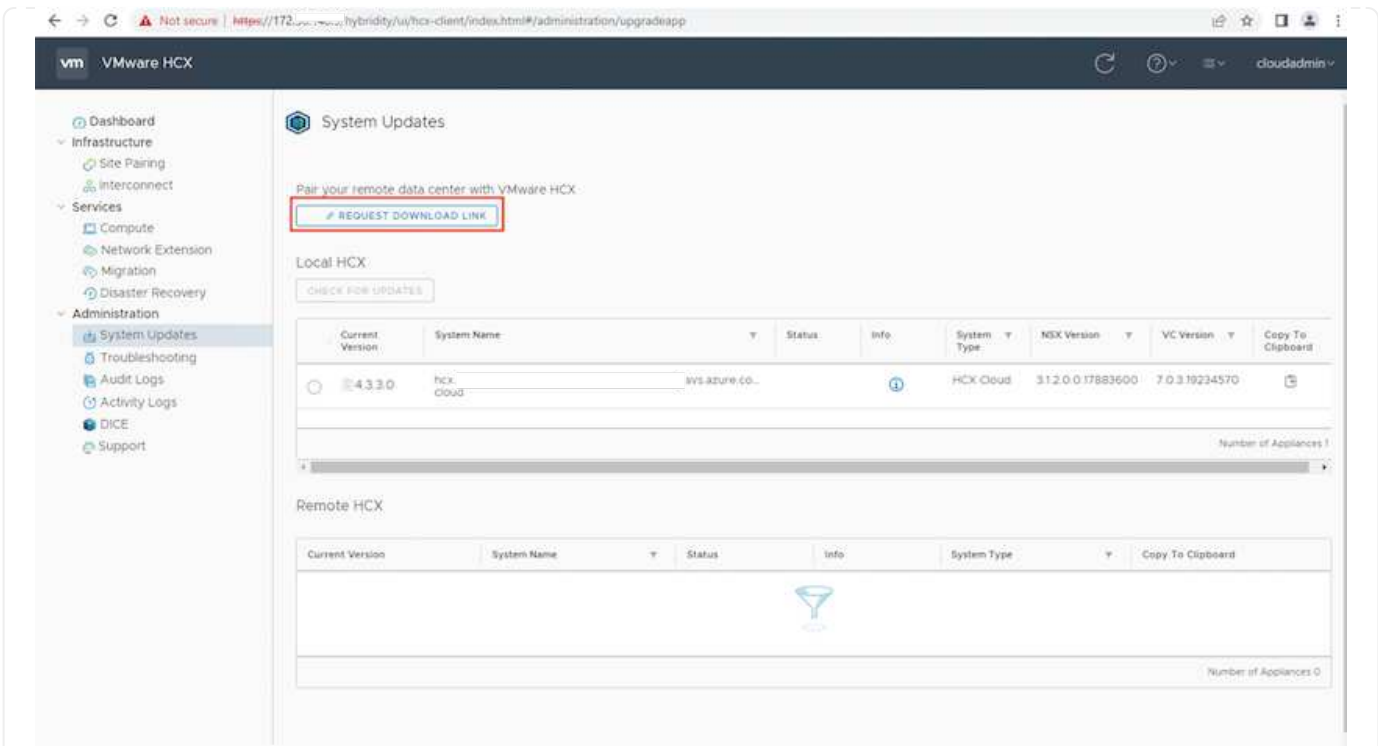 Not secure | https://172. hybridity/ui/hcx-client/index.html#/administration/upgradeapp
vm VMware HCX
cloudadmin
Dashboard
Infrastructure
Site Pairing
Interconnect
Services
Compute
Network Extension
Migration
Disaster Recovery
Administration
System Updates
Troubleshooting
Audit Logs
Activity Logs
DICE
Support
System Updates
Pair your remote data center with VMware HCX
REQUEST DOWNLOAD LINK
Local HCX
CHECK FOR UPDATES
Current Version System Name Status Info System Type NSX Version VC Version Copy To Clipboard
4.3.3.0 hcx. avs.azure.co... HCX Cloud 3.1.2.0.0.17883600 7.0.3.19234570
cloud
Number of Appliances 1
Remote HCX
Current Version System Name Status Info System Type Copy To Clipboard
Number of Appliances 0